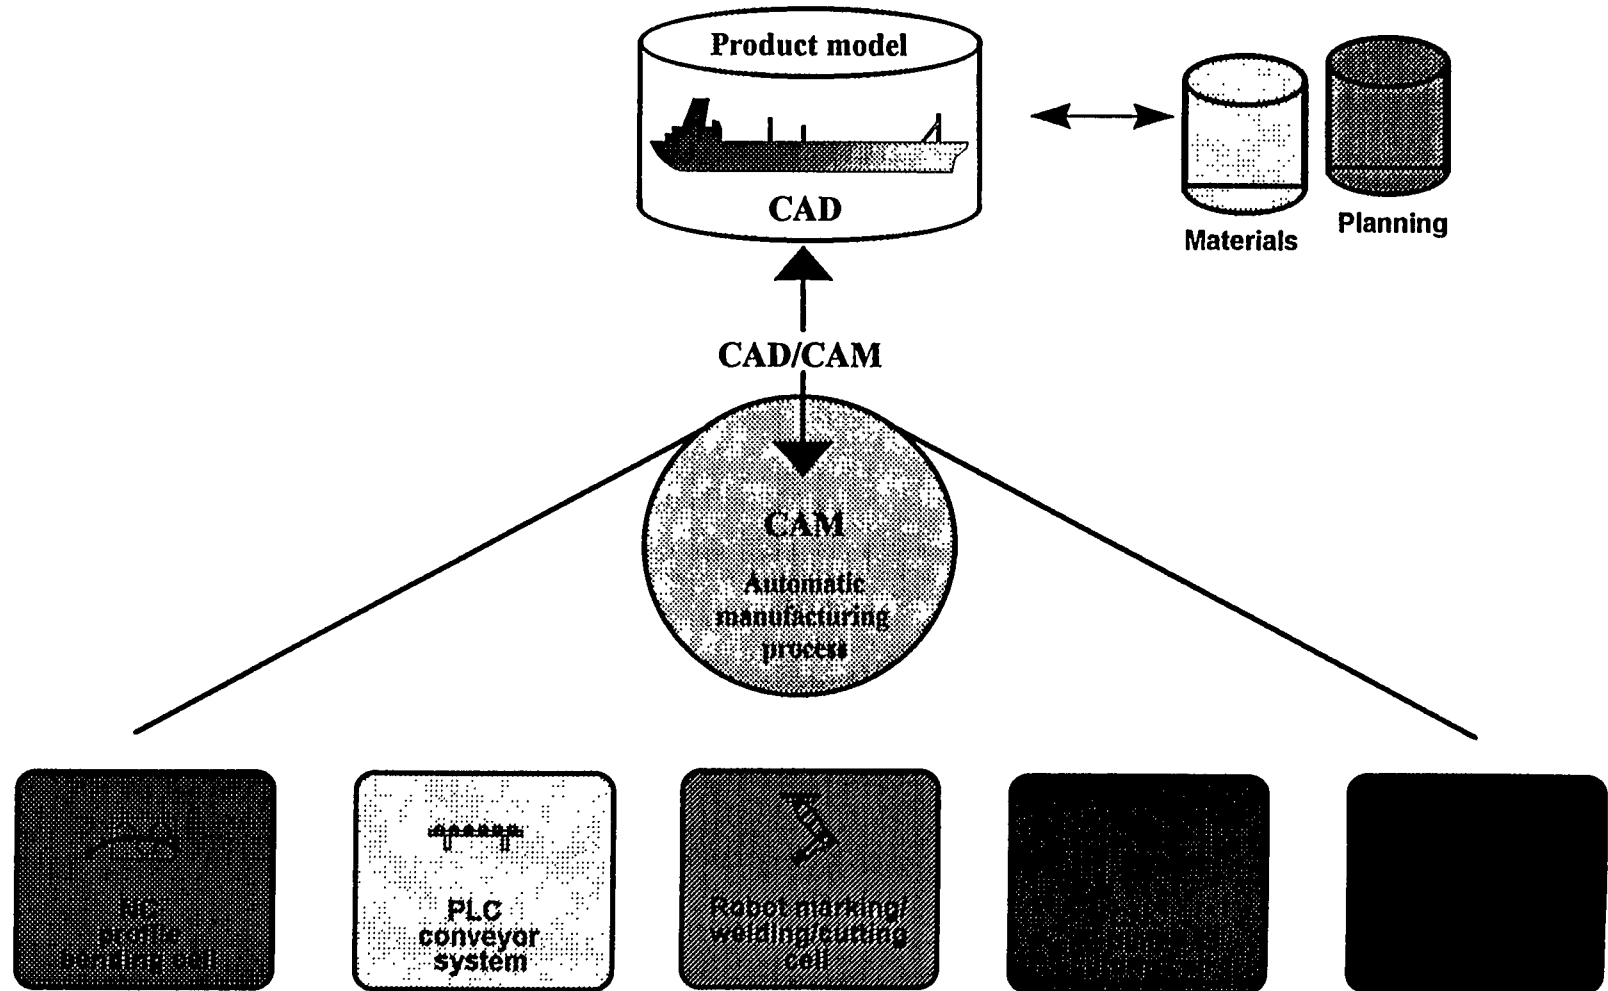 Product model
CAD
Materials
Planning
CAD/CAM
CAM
Automatic
manufacturing
process
NC
profile
bending cell
PLC
conveyor
system
Robot marking/
welding/cutting
cell